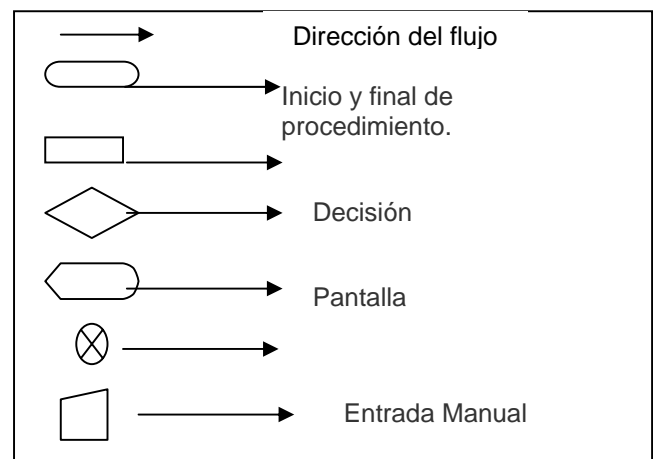 Dirección del flujo
Inicio y final de
procedimiento.
Decisión
Pantalla
Entrada Manual